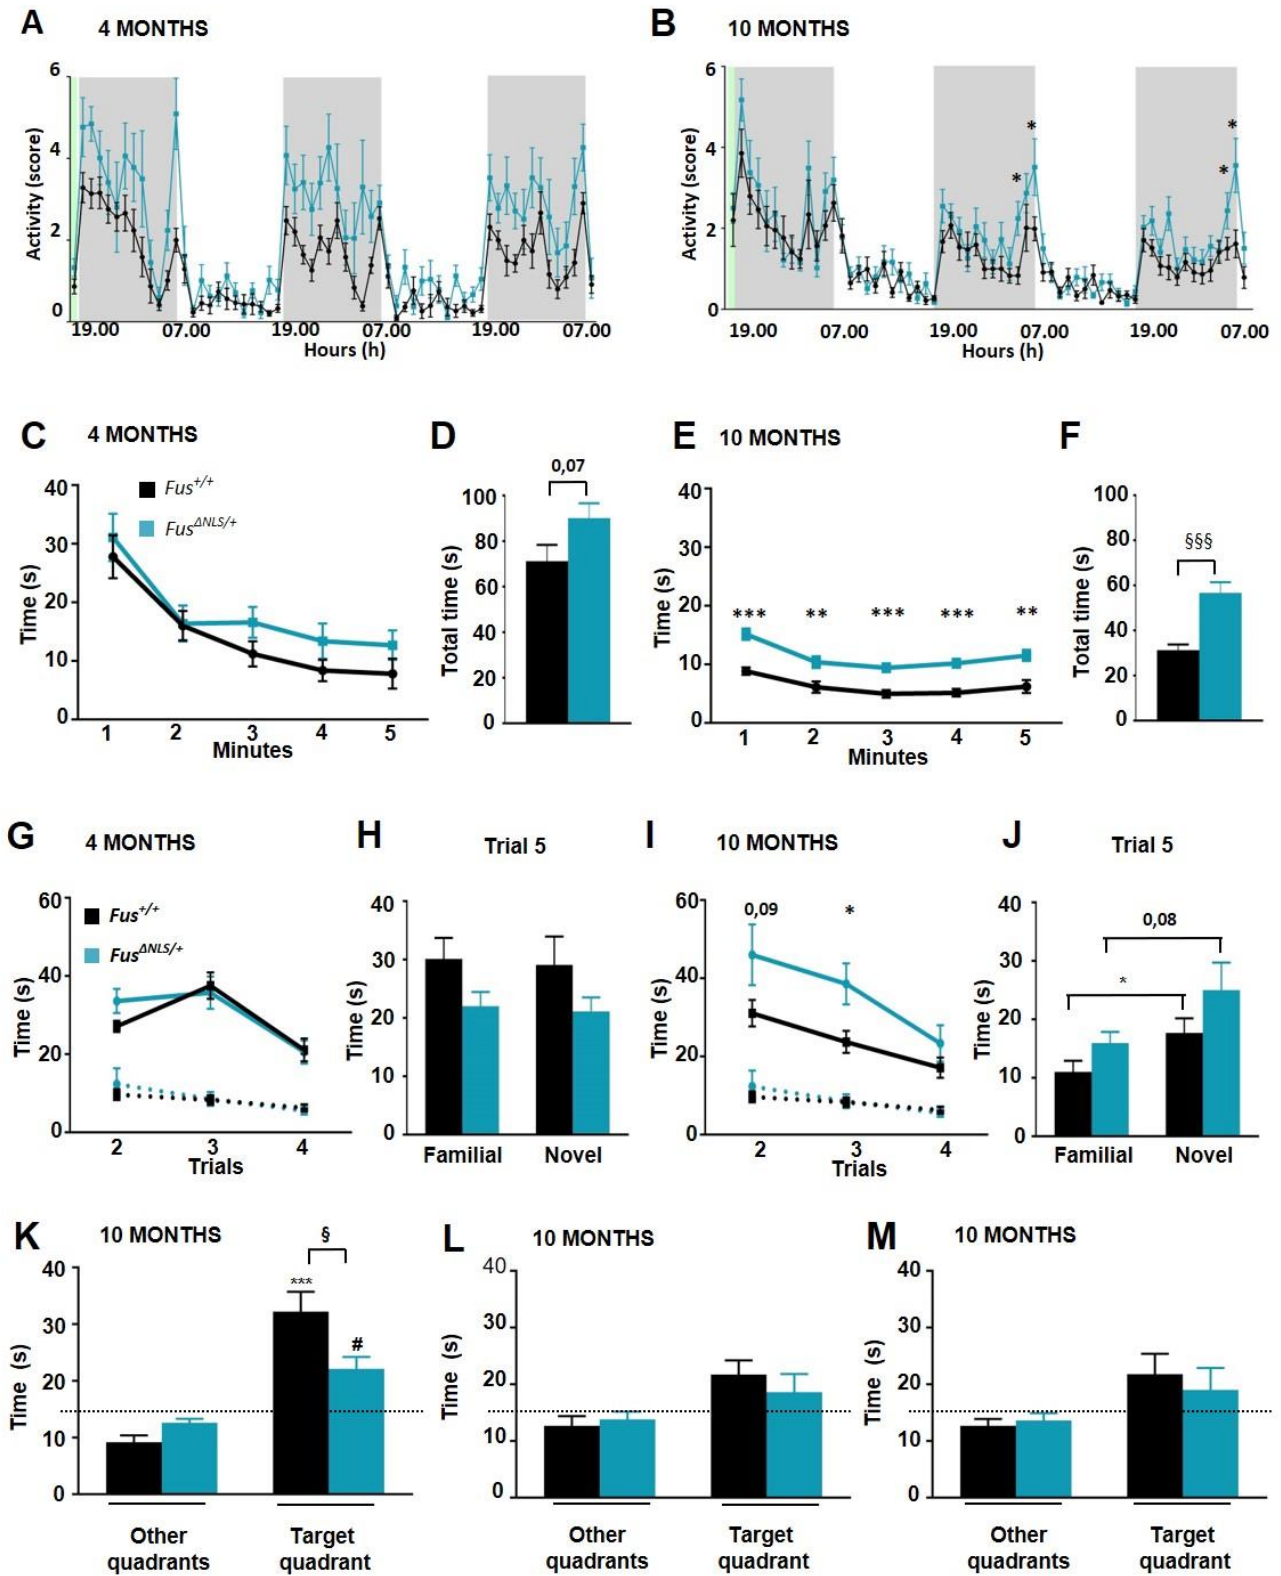 A 4 MONTHS
B 10 MONTHS
Activity (score)
6
4
2
0
19.00 07.00 19.00 07.00 19.00 07.00
Hours (h)
Activity (score)
6
4
2
0
* * * *
19.00 07.00 19.00 07.00 19.00 07.00
Hours (h)
C 4 MONTHS
Fus+/+
FusΔNLS/+
Time (s)
40
30
20
10
0
1 2 3 4 5
Minutes
D
0,07
Total time (s)
100
80
60
40
20
0
E 10 MONTHS
Time (s)
40
30
20
10
0
*** ** *** *** **
1 2 3 4 5
Minutes
F
§§§
Total time (s)
100
80
60
40
20
0
G 4 MONTHS
Fus+/+
FusΔNLS/+
Time (s)
60
40
20
0
2 3 4
Trials
H Trial 5
Time (s)
40
30
20
10
0
Familial Novel
I 10 MONTHS
0,09 *
Time (s)
60
40
20
0
2 3 4
Trials
J Trial 5
0,08
*
Time (s)
40
30
20
10
0
Familial Novel
K 10 MONTHS
§
***
#
Time (s)
40
30
20
10
0
Other quadrants
Target quadrant
L 10 MONTHS
Time (s)
40
30
20
10
0
Other quadrants
Target quadrant
M 10 MONTHS
Time (s)
40
30
20
10
0
Other quadrants
Target quadrant